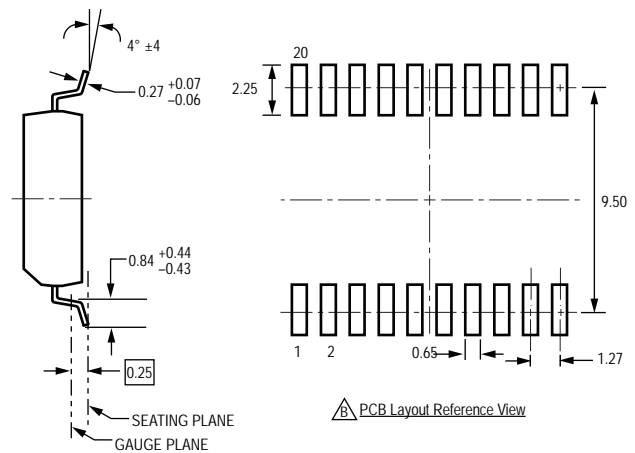 4° ±4
0.27 +0.07 –0.06
20
2.25
9.50
0.84 +0.44 –0.43
1 2
0.65
1.27
0.25
SEATING PLANE
GAUGE PLANE
B PCB Layout Reference View